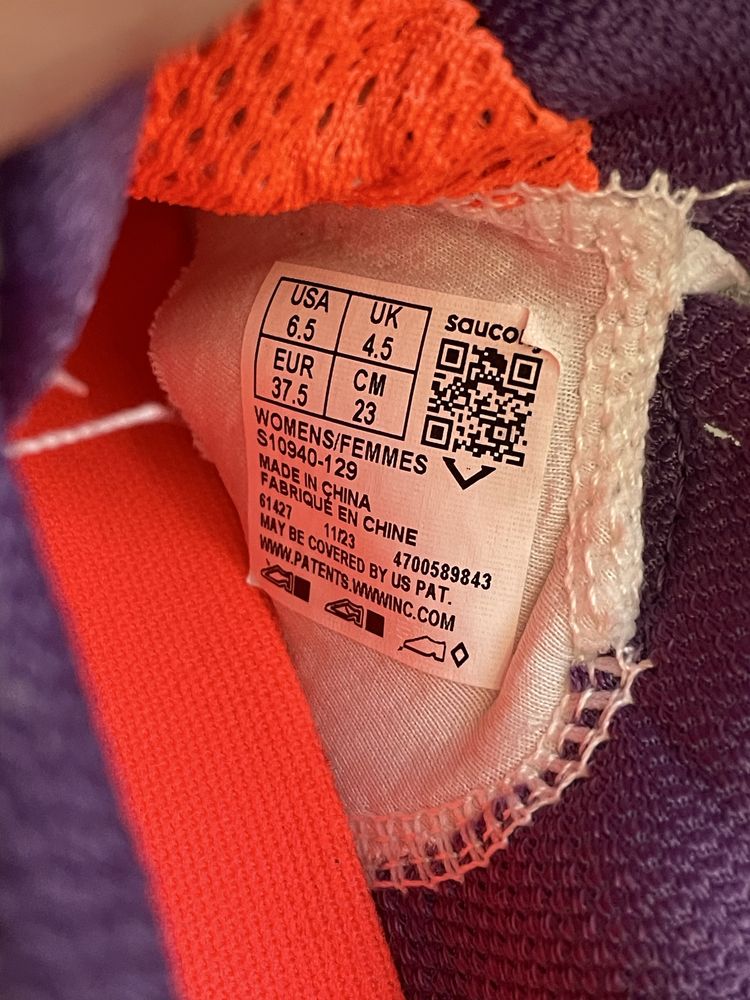 USA 6.5
UK 4.5
EUR 37.5
CM 23
WOMENS/FEMMES
S10940-129
MADE IN CHINA
FABRIQUÉ EN CHINE
61427 11/23 4700589843
MAY BE COVERED BY US PAT.
WWW.PATENTS.WWWINC.COM